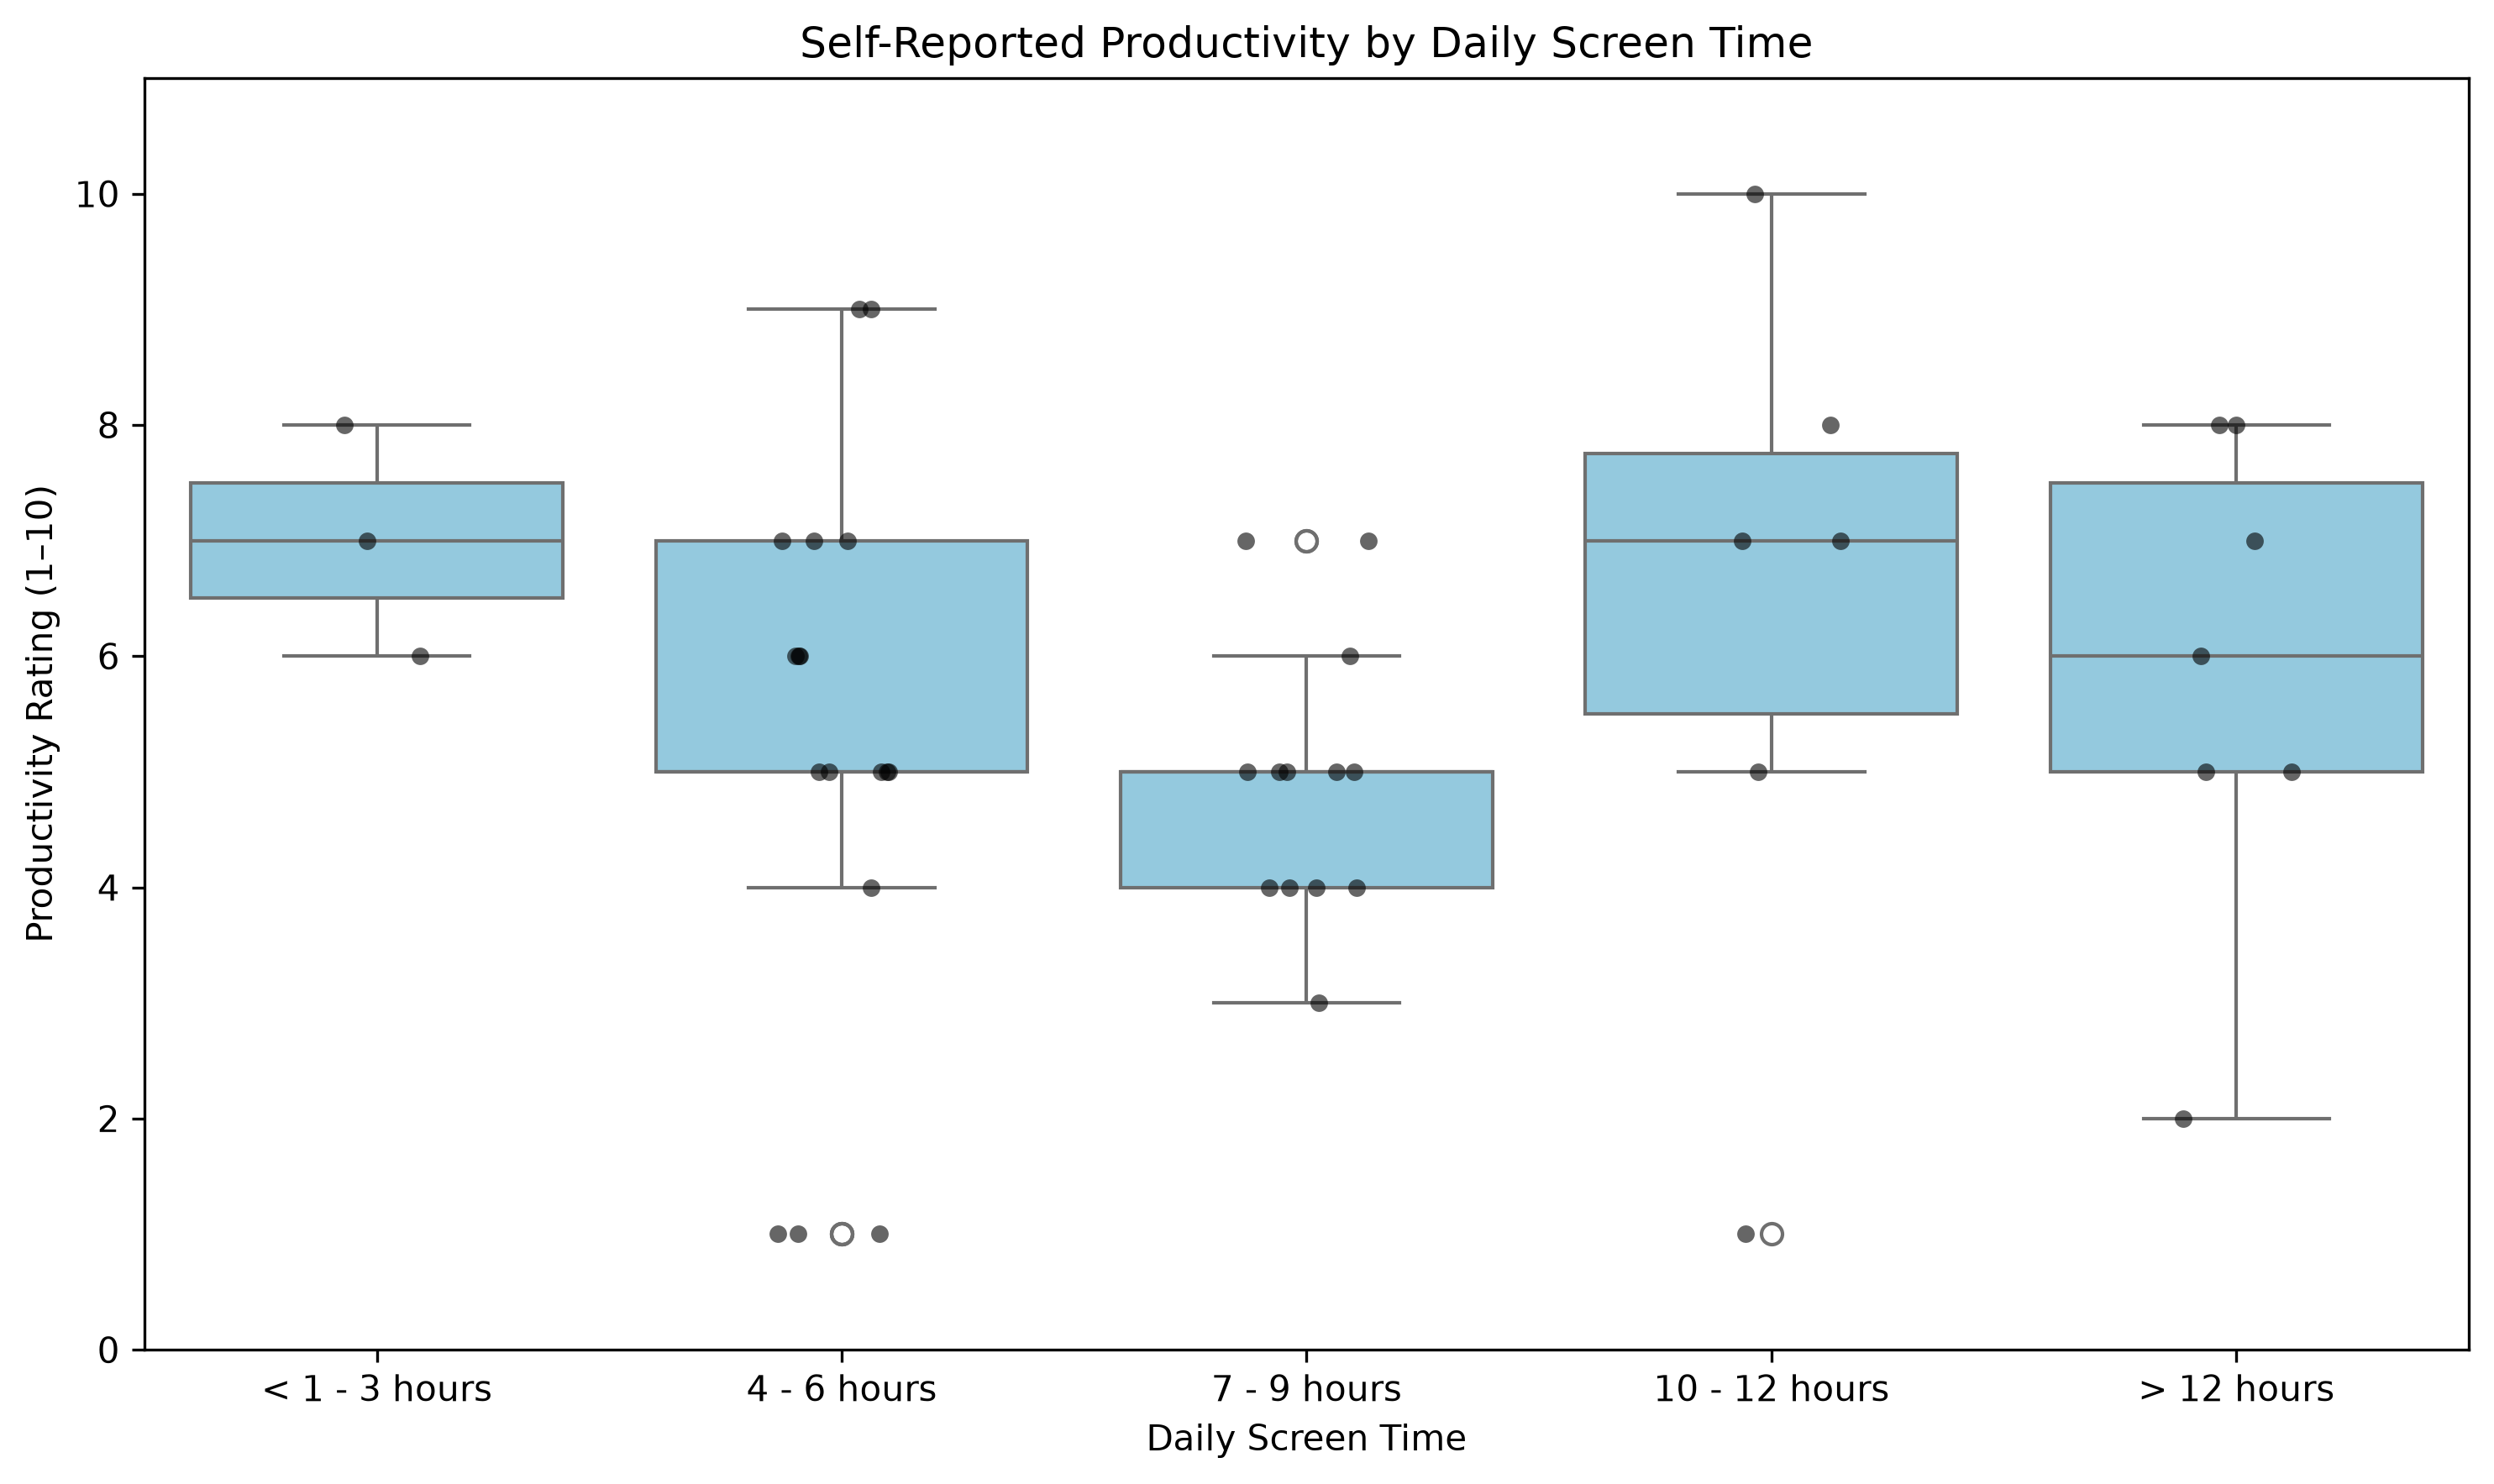 Self-Reported Productivity by Daily Screen Time
Productivity Rating (1–10)
10
8
6
4
2
0
< 1 - 3 hours
4 - 6 hours
7 - 9 hours
10 - 12 hours
> 12 hours
Daily Screen Time